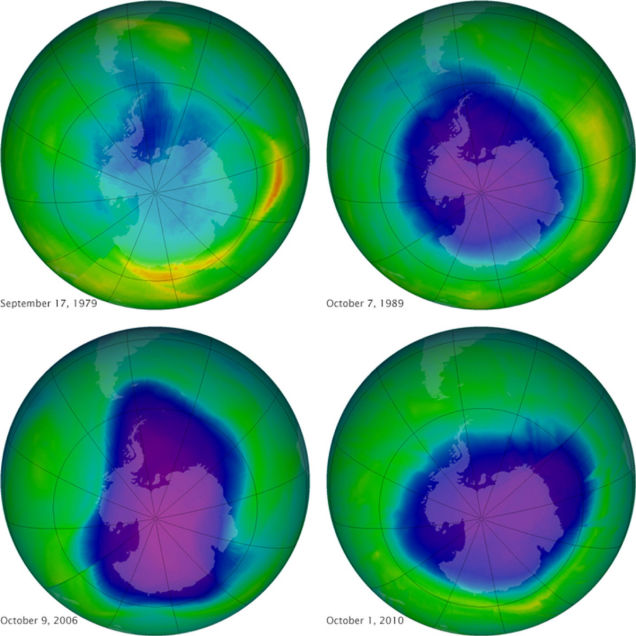 September 17, 1979
October 7, 1989
October 9, 2006
October 1, 2010